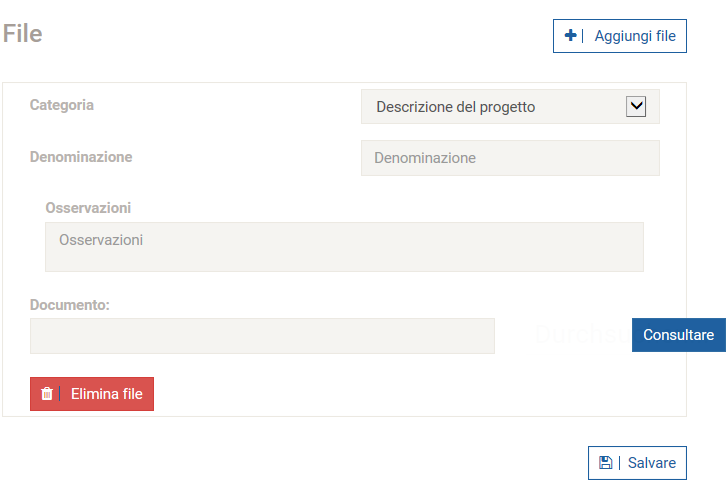 File
Aggiungi file
Categoria
Descrizione del progetto
Denominazione
Denominazione
Osservazioni
Osservazioni
Documento:
Consultare
Elimina file
Salvare